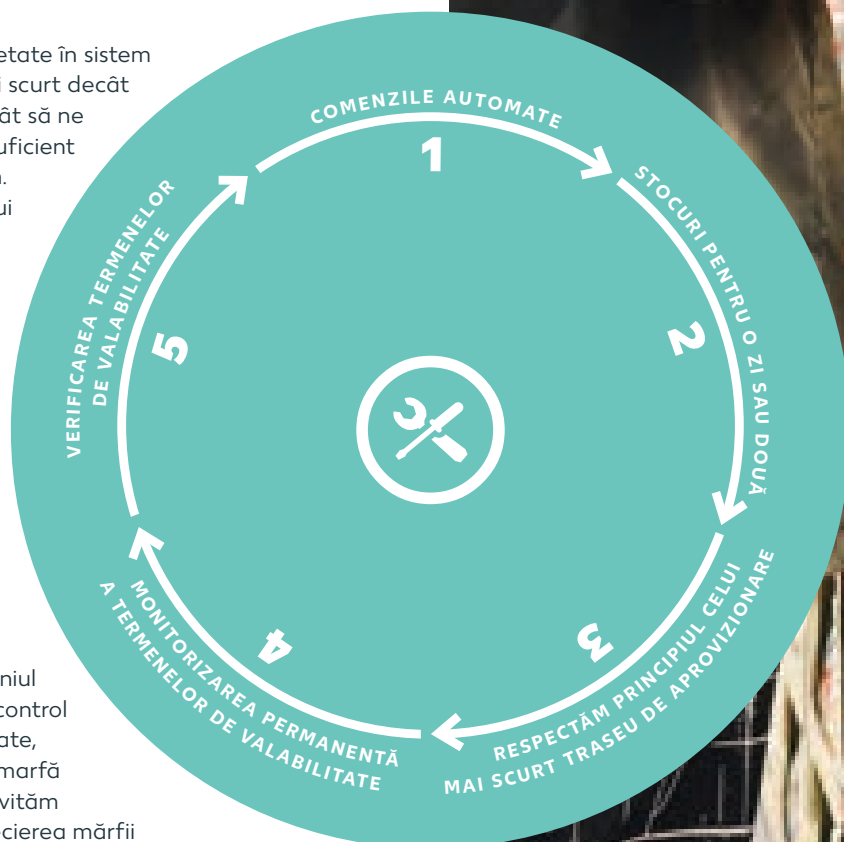 etate în sistem
i scurt decât
ât să ne
uficient
.
ui
COMENZILE AUTOMATE
1
STOCURI PENTRU O ZI SAU DOUĂ
2
RESPECTĂM PRINCIPIUL CELUI
MAI SCURT TRASEU DE APROVIZIONARE
3
MONITORIZAREA PERMANENTĂ
A TERMENELOR DE VALABILITATE
4
VERIFICAREA TERMENELOR
DE VALABILITATE
5
niul
control
ate,
marfă
vităm
cierea mărfii